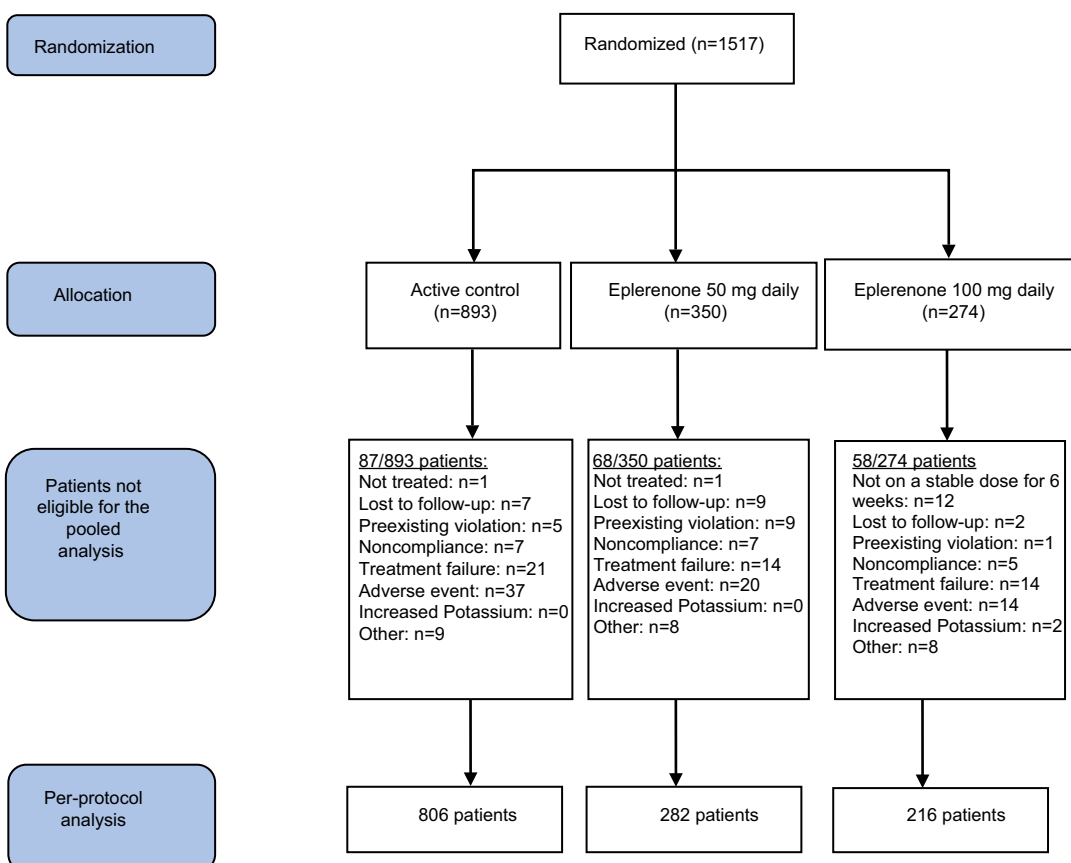 Randomization
Randomized (n=1517)
Allocation
Active control
(n=893)
Eplerenone 50 mg daily
(n=350)
Eplerenone 100 mg daily
(n=274)
Patients not
eligible for the
pooled
analysis
87/893 patients:
Not treated: n=1
Lost to follow-up: n=7
Preexisting violation: n=5
Noncompliance: n=7
Treatment failure: n=21
Adverse event: n=37
Increased Potassium: n=0
Other: n=9
68/350 patients:
Not treated: n=1
Lost to follow-up: n=9
Preexisting violation: n=9
Noncompliance: n=7
Treatment failure: n=14
Adverse event: n=20
Increased Potassium: n=0
Other: n=8
58/274 patients
Not on a stable dose for 6
weeks: n=12
Lost to follow-up: n=2
Preexisting violation: n=1
Noncompliance: n=5
Treatment failure: n=14
Adverse event: n=14
Increased Potassium: n=2
Other: n=8
Per-protocol
analysis
806 patients
282 patients
216 patients